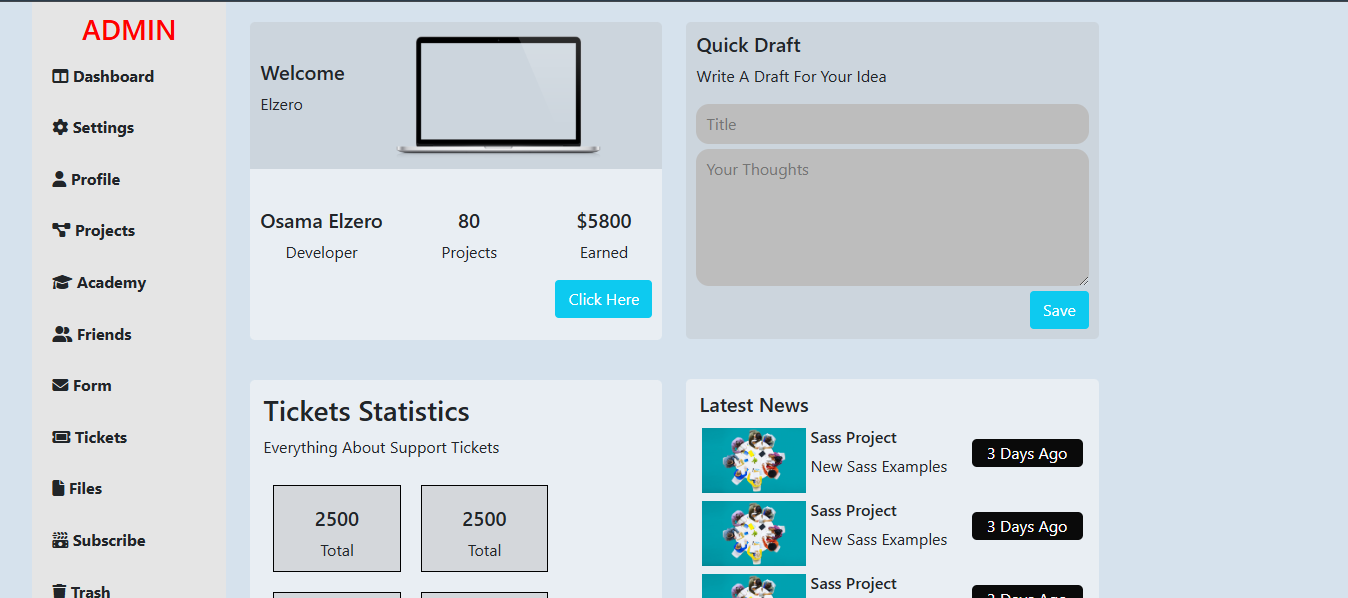 ADMIN
Dashboard
Settings
Profile
Projects
Academy
Friends
Form
Tickets
Files
Subscribe
Trash
Welcome
Elzero
Osama Elzero
Developer
80
Projects
$5800
Earned
Click Here
Quick Draft
Write A Draft For Your Idea
Title
Your Thoughts
Save
Tickets Statistics
Everything About Support Tickets
2500
Total
2500
Total
Latest News
Sass Project
New Sass Examples
3 Days Ago
Sass Project
New Sass Examples
3 Days Ago
Sass Project
3 Days Ago